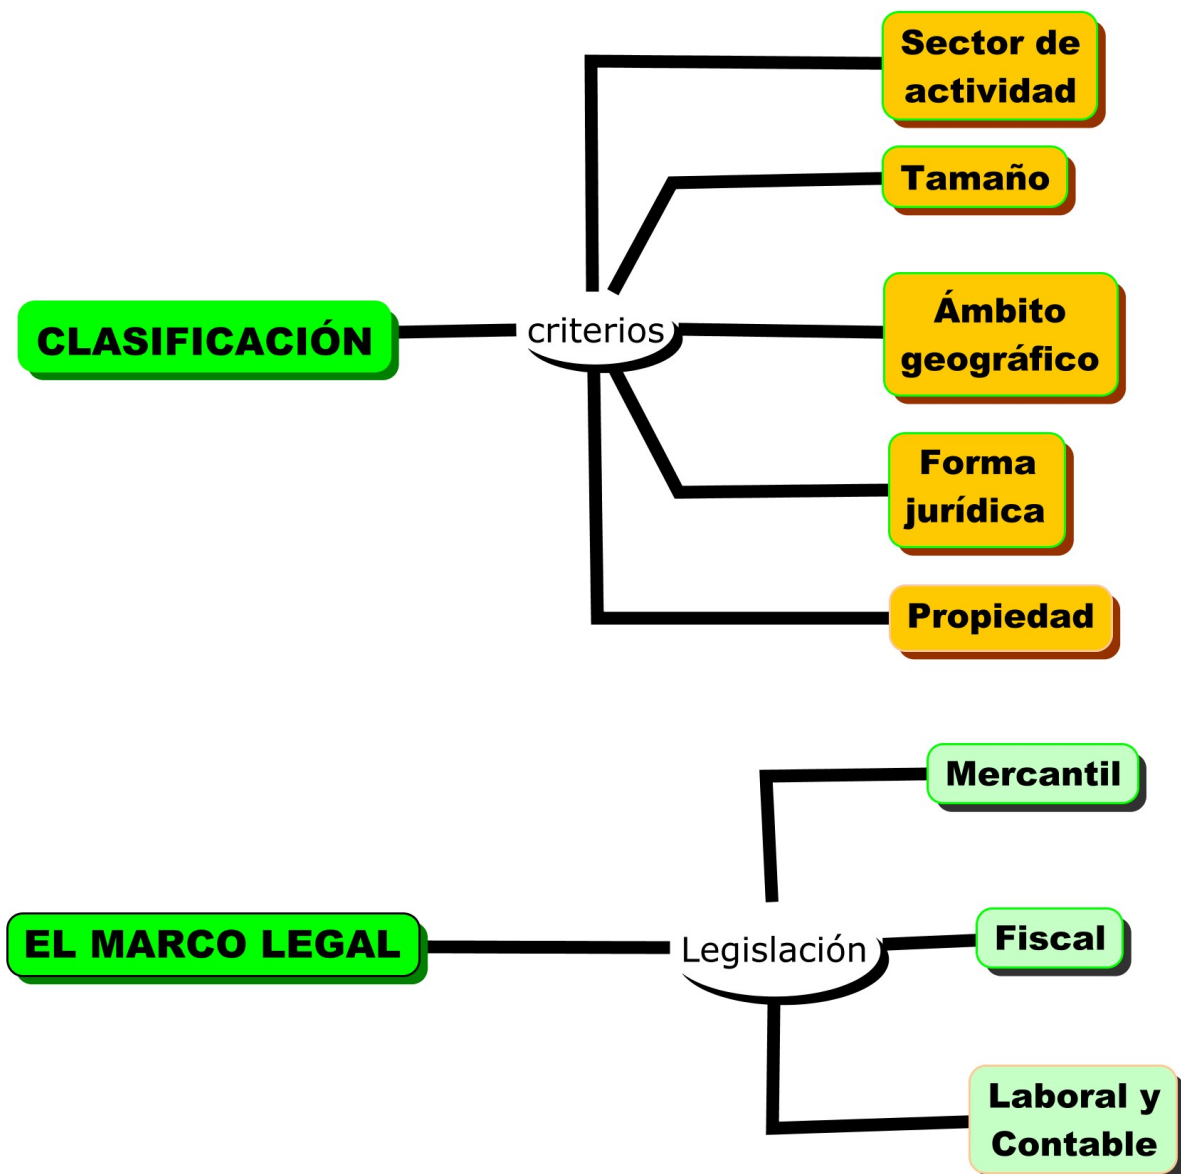 Sector de
actividad
Tamaño
CLASIFICACIÓN
criterios
Ámbito
geográfico
Forma
jurídica
Propiedad
Mercantil
EL MARCO LEGAL
Legislación
Fiscal
Laboral y
Contable